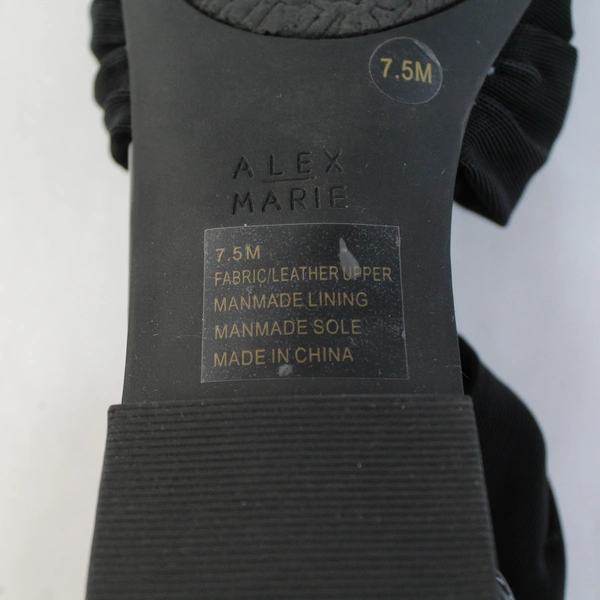 7.5M
ALEX
MARIE
7.5M
FABRIC/LEATHER UPPER
MANMADE LINING
MANMADE SOLE
MADE IN CHINA